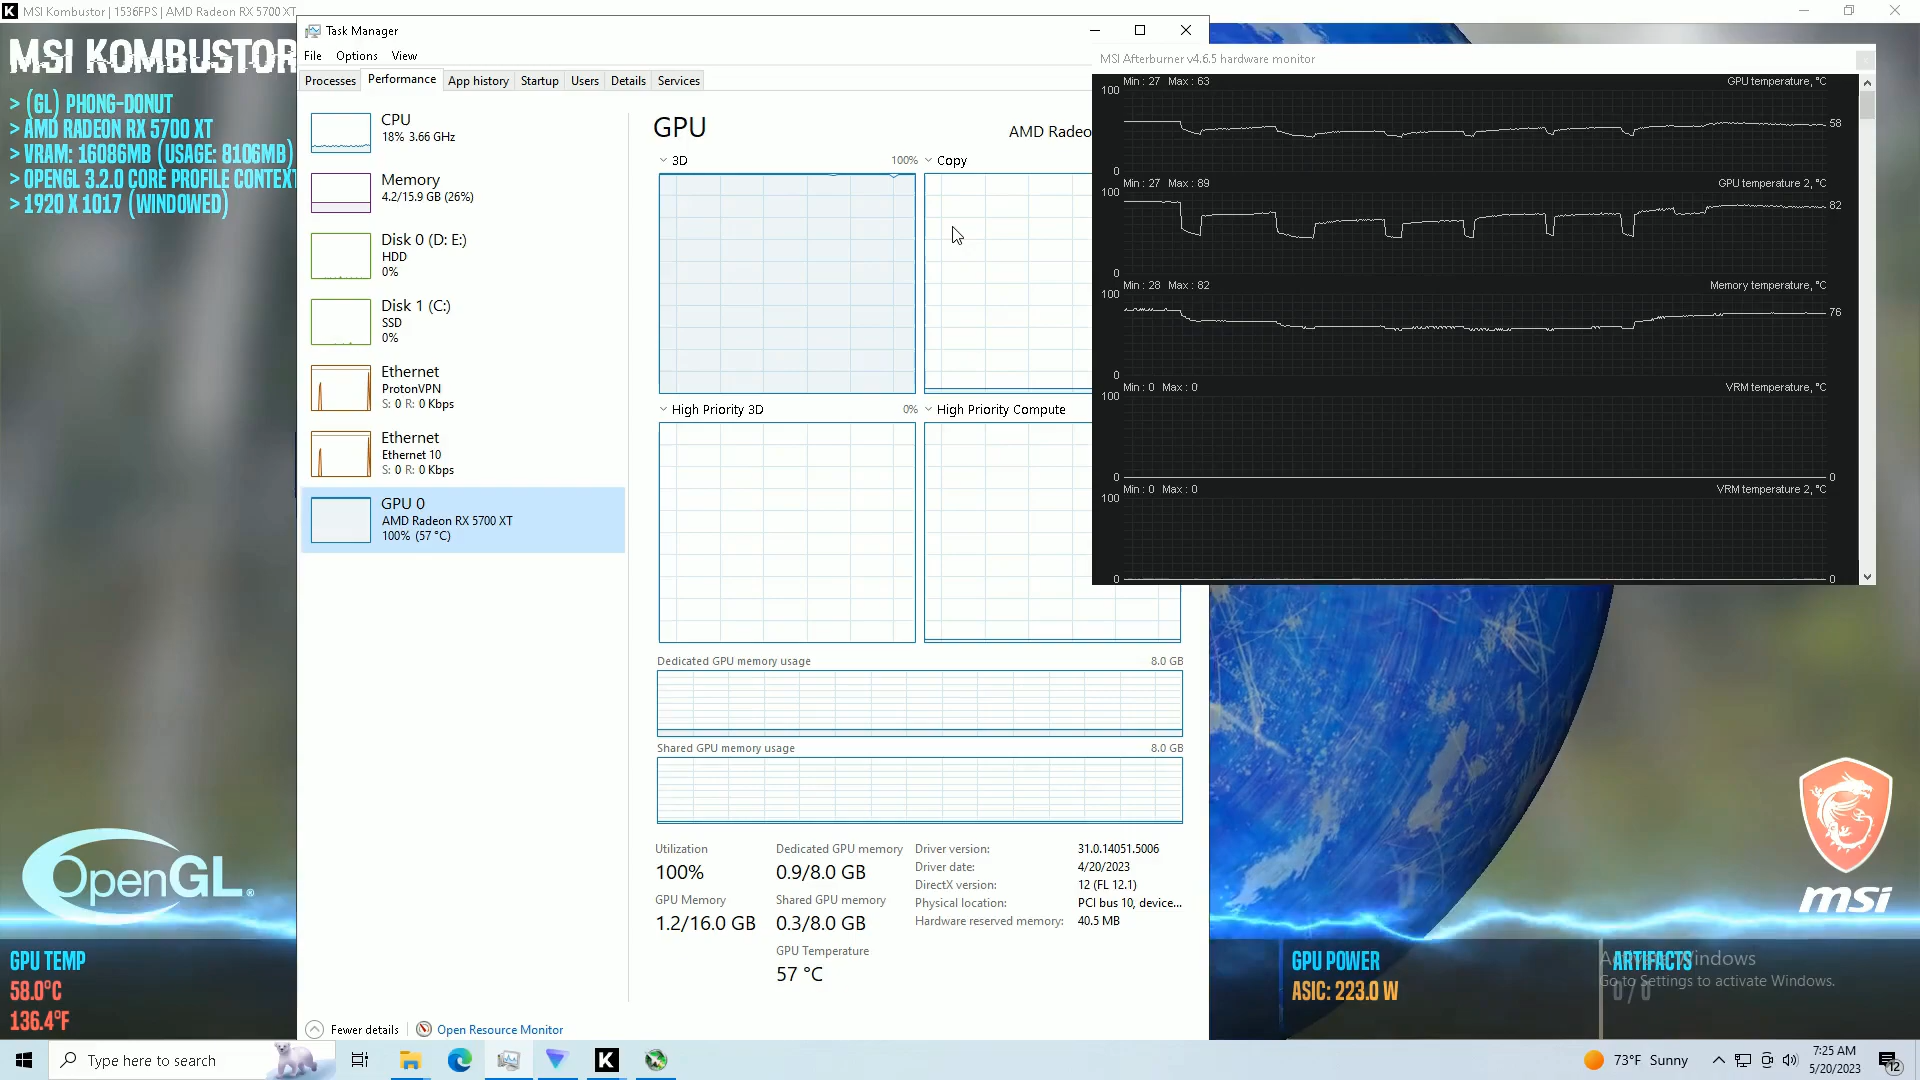 MSI Kombustor | 1536FPS | AMD Radeon RX 5700 XT
MSI KOMBUSTOR
> (GL) PHONG-DONUT
> AMD RADEON RX 5700 XT
> VRAM: 16086MB (USAGE: 8106MB)
> OPENGL 3.2.0 CORE PROFILE CONTEXT
> 1920 X 1017 (WINDOWED)
Task Manager
File Options View
Processes Performance App history Startup Users Details Services
CPU
18% 3.66 GHz
Memory
4.2/15.9 GB (26%)
Disk 0 (D: E:)
HDD
0%
Disk 1 (C:)
SSD
0%
Ethernet
ProtonVPN
S: 0 R: 0 Kbps
Ethernet
Ethernet 10
S: 0 R: 0 Kbps
GPU 0
AMD Radeon RX 5700 XT
100% (57 °C)
GPU AMD Radeo
3D 100% Copy
High Priority 3D 0% High Priority Compute
Dedicated GPU memory usage 8.0 GB
Shared GPU memory usage 8.0 GB
Utilization
100%
GPU Memory
1.2/16.0 GB
Dedicated GPU memory
0.9/8.0 GB
Shared GPU memory
0.3/8.0 GB
GPU Temperature
57 °C
Driver version: 31.0.14051.5006
Driver date: 4/20/2023
DirectX version: 12 (FL 12.1)
Physical location: PCI bus 10, device...
Hardware reserved memory: 40.5 MB
Fewer details Open Resource Monitor
MSI Afterburner v4.6.5 hardware monitor
Min : 27 Max : 63 GPU temperature, °C
100
58
0
Min : 27 Max : 89 GPU temperature 2, °C
100
82
0
Min : 28 Max : 82 Memory temperature, °C
100
76
0
Min : 0 Max : 0 VRM temperature, °C
100
0 0
Min : 0 Max : 0 VRM temperature 2, °C
100
0 0
OpenGL
msi
GPU TEMP
58.0°C
136.4°F
GPU POWER
ASIC: 223.0 W
ARTIFACTS
0 / 0
Activate Windows
Go to Settings to activate Windows.
Type here to search
K
73°F Sunny
7:25 AM
5/20/2023
12